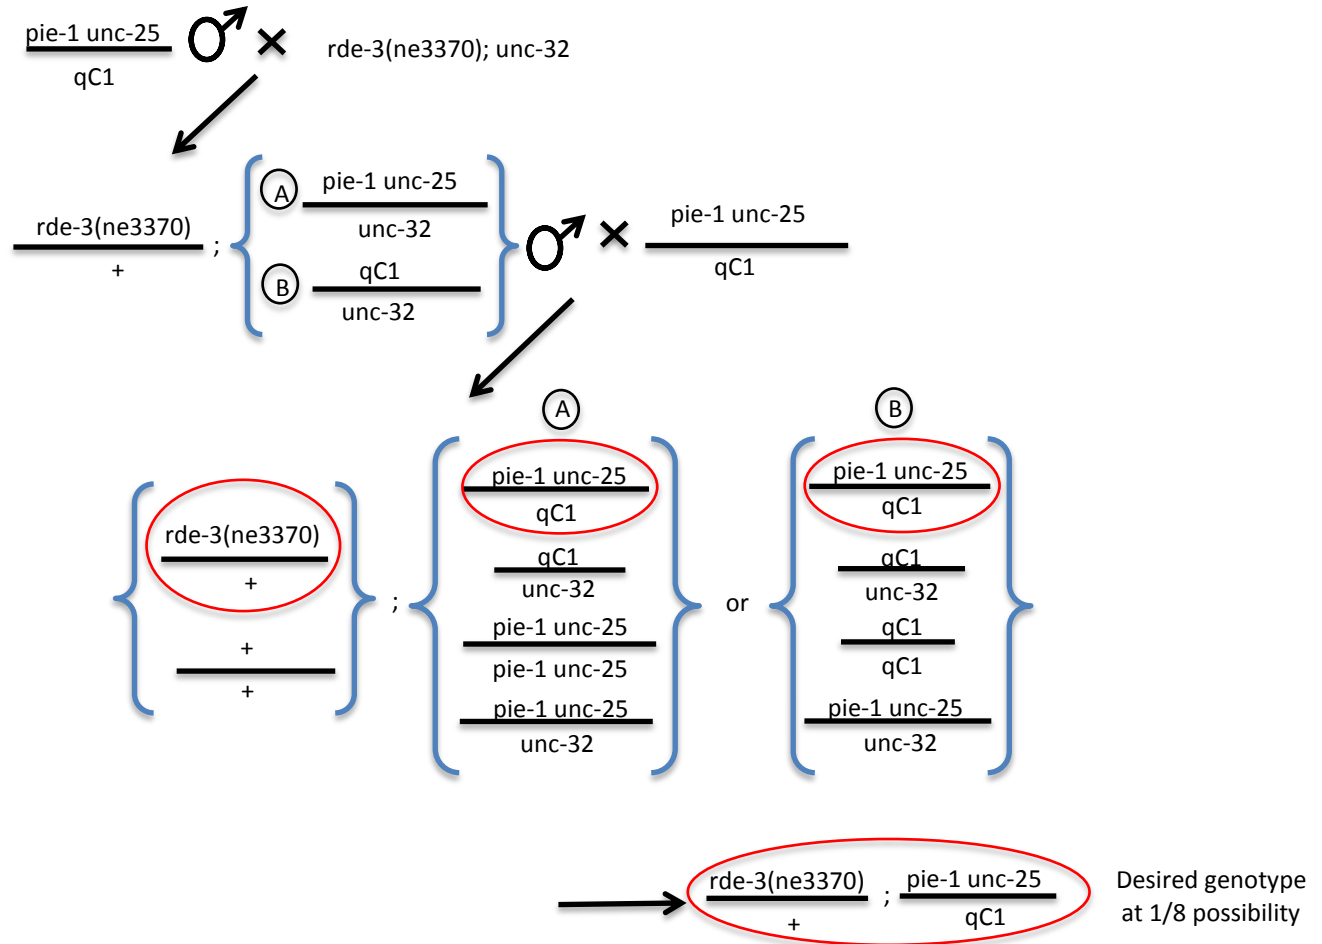 pie-1 unc-25
qC1
rde-3(ne3370); unc-32
rde-3(ne3370)
+
;
A
pie-1 unc-25
unc-32
B
qC1
unc-32
pie-1 unc-25
qC1
rde-3(ne3370)
+
+
+
;
A
pie-1 unc-25
qC1
qC1
unc-32
pie-1 unc-25
pie-1 unc-25
pie-1 unc-25
unc-32
or
B
pie-1 unc-25
qC1
qC1
unc-32
qC1
qC1
pie-1 unc-25
unc-32
rde-3(ne3370)
+
;
pie-1 unc-25
qC1
Desired genotype
at 1/8 possibility